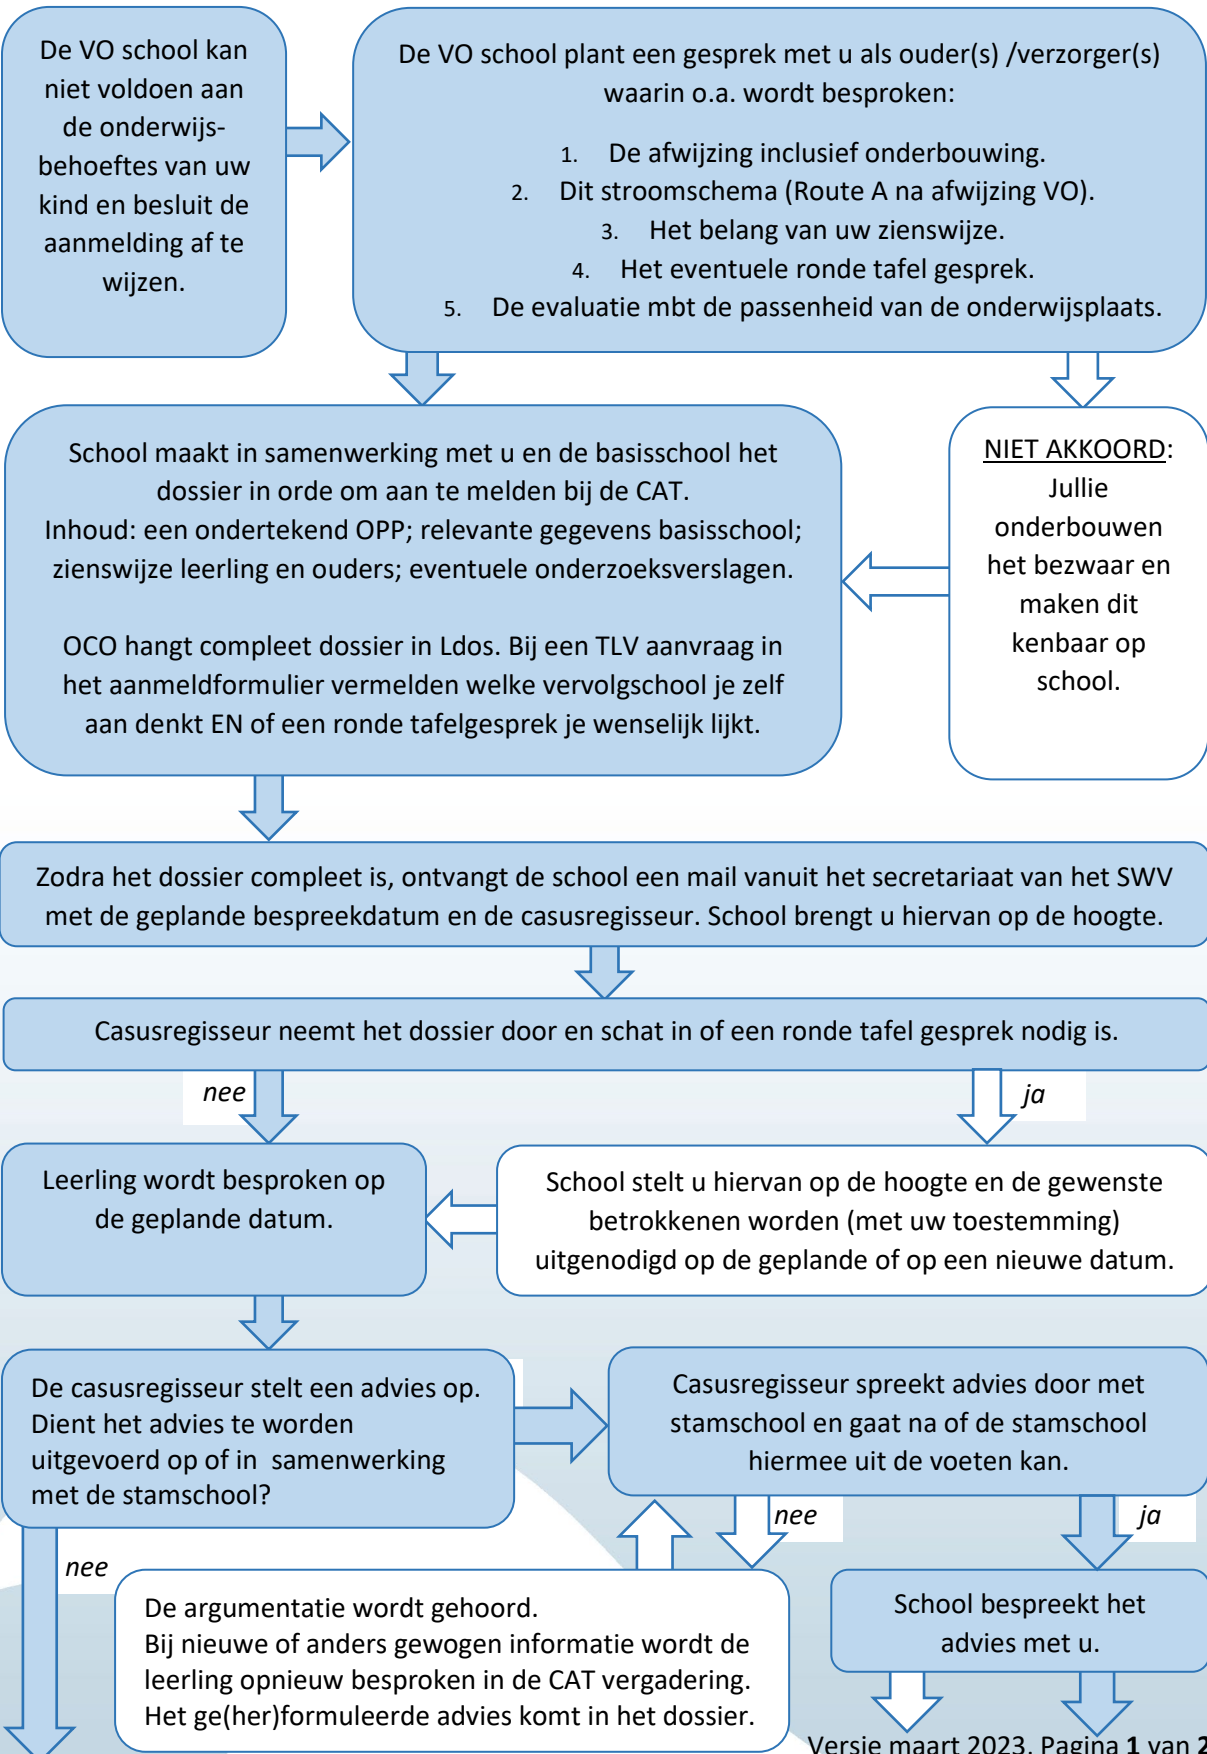 De VO school kan
niet voldoen aan
de onderwijs-
behoeftes van uw
kind en besluit de
aanmelding af te
wijzen.
De VO school plant een gesprek met u als ouder(s) /verzorger(s)
waarin o.a. wordt besproken:
1. De afwijzing inclusief onderbouwing.
2. Dit stroomschema (Route A na afwijzing VO).
3. Het belang van uw zienswijze.
4. Het eventuele ronde tafel gesprek.
5. De evaluatie mbt de passenheid van de onderwijsplaats.
School maakt in samenwerking met u en de basisschool het
dossier in orde om aan te melden bij de CAT.
Inhoud: een ondertekend OPP; relevante gegevens basisschool;
zienswijze leerling en ouders; eventuele onderzoeksverslagen.
OCO hangt compleet dossier in Ldos. Bij een TLV aanvraag in
het aanmeldformulier vermelden welke vervolgschool je zelf
aan denkt EN of een ronde tafelgesprek je wenselijk lijkt.
NIET AKKOORD:
Jullie
onderbouwen
het bezwaar en
maken dit
kenbaar op
school.
Zodra het dossier compleet is, ontvangt de school een mail vanuit het secretariaat van het SWV
met de geplande bespreekdatum en de casusregisseur. School brengt u hiervan op de hoogte.
Casusregisseur neemt het dossier door en schat in of een ronde tafel gesprek nodig is.
nee
ja
Leerling wordt besproken op
de geplande datum.
School stelt u hiervan op de hoogte en de gewenste
betrokkenen worden (met uw toestemming)
uitgenodigd op de geplande of op een nieuwe datum.
De casusregisseur stelt een advies op.
Dient het advies te worden
uitgevoerd op of in  samenwerking
met de stamschool?
Casusregisseur spreekt advies door met
stamschool en gaat na of de stamschool
hiermee uit de voeten kan.
nee
ja
nee
De argumentatie wordt gehoord.
Bij nieuwe of anders gewogen informatie wordt de
leerling opnieuw besproken in de CAT vergadering.
Het ge(her)formuleerde advies komt in het dossier.
School bespreekt het
advies met u.
Versie maart 2023. Pagina 1 van 2